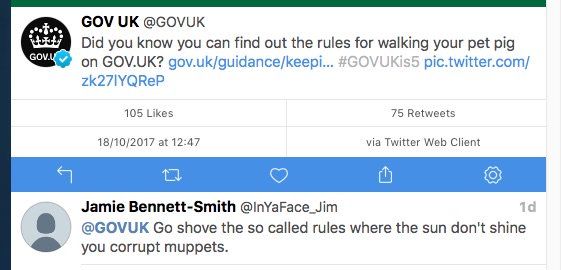 GOV UK @GOVUK
Did you know you can find out the rules for walking your pet pig
on GOV.UK? gov.uk/guidance/keepi... #GOVUKis5 pic.twitter.com/
zk27lYQReP
GOV.UK
105 Likes
75 Retweets
18/10/2017 at 12:47
via Twitter Web Client
Jamie Bennett-Smith @InYaFace_Jim 1d
@GOVUK Go shove the so called rules where the sun don't shine
you corrupt muppets.